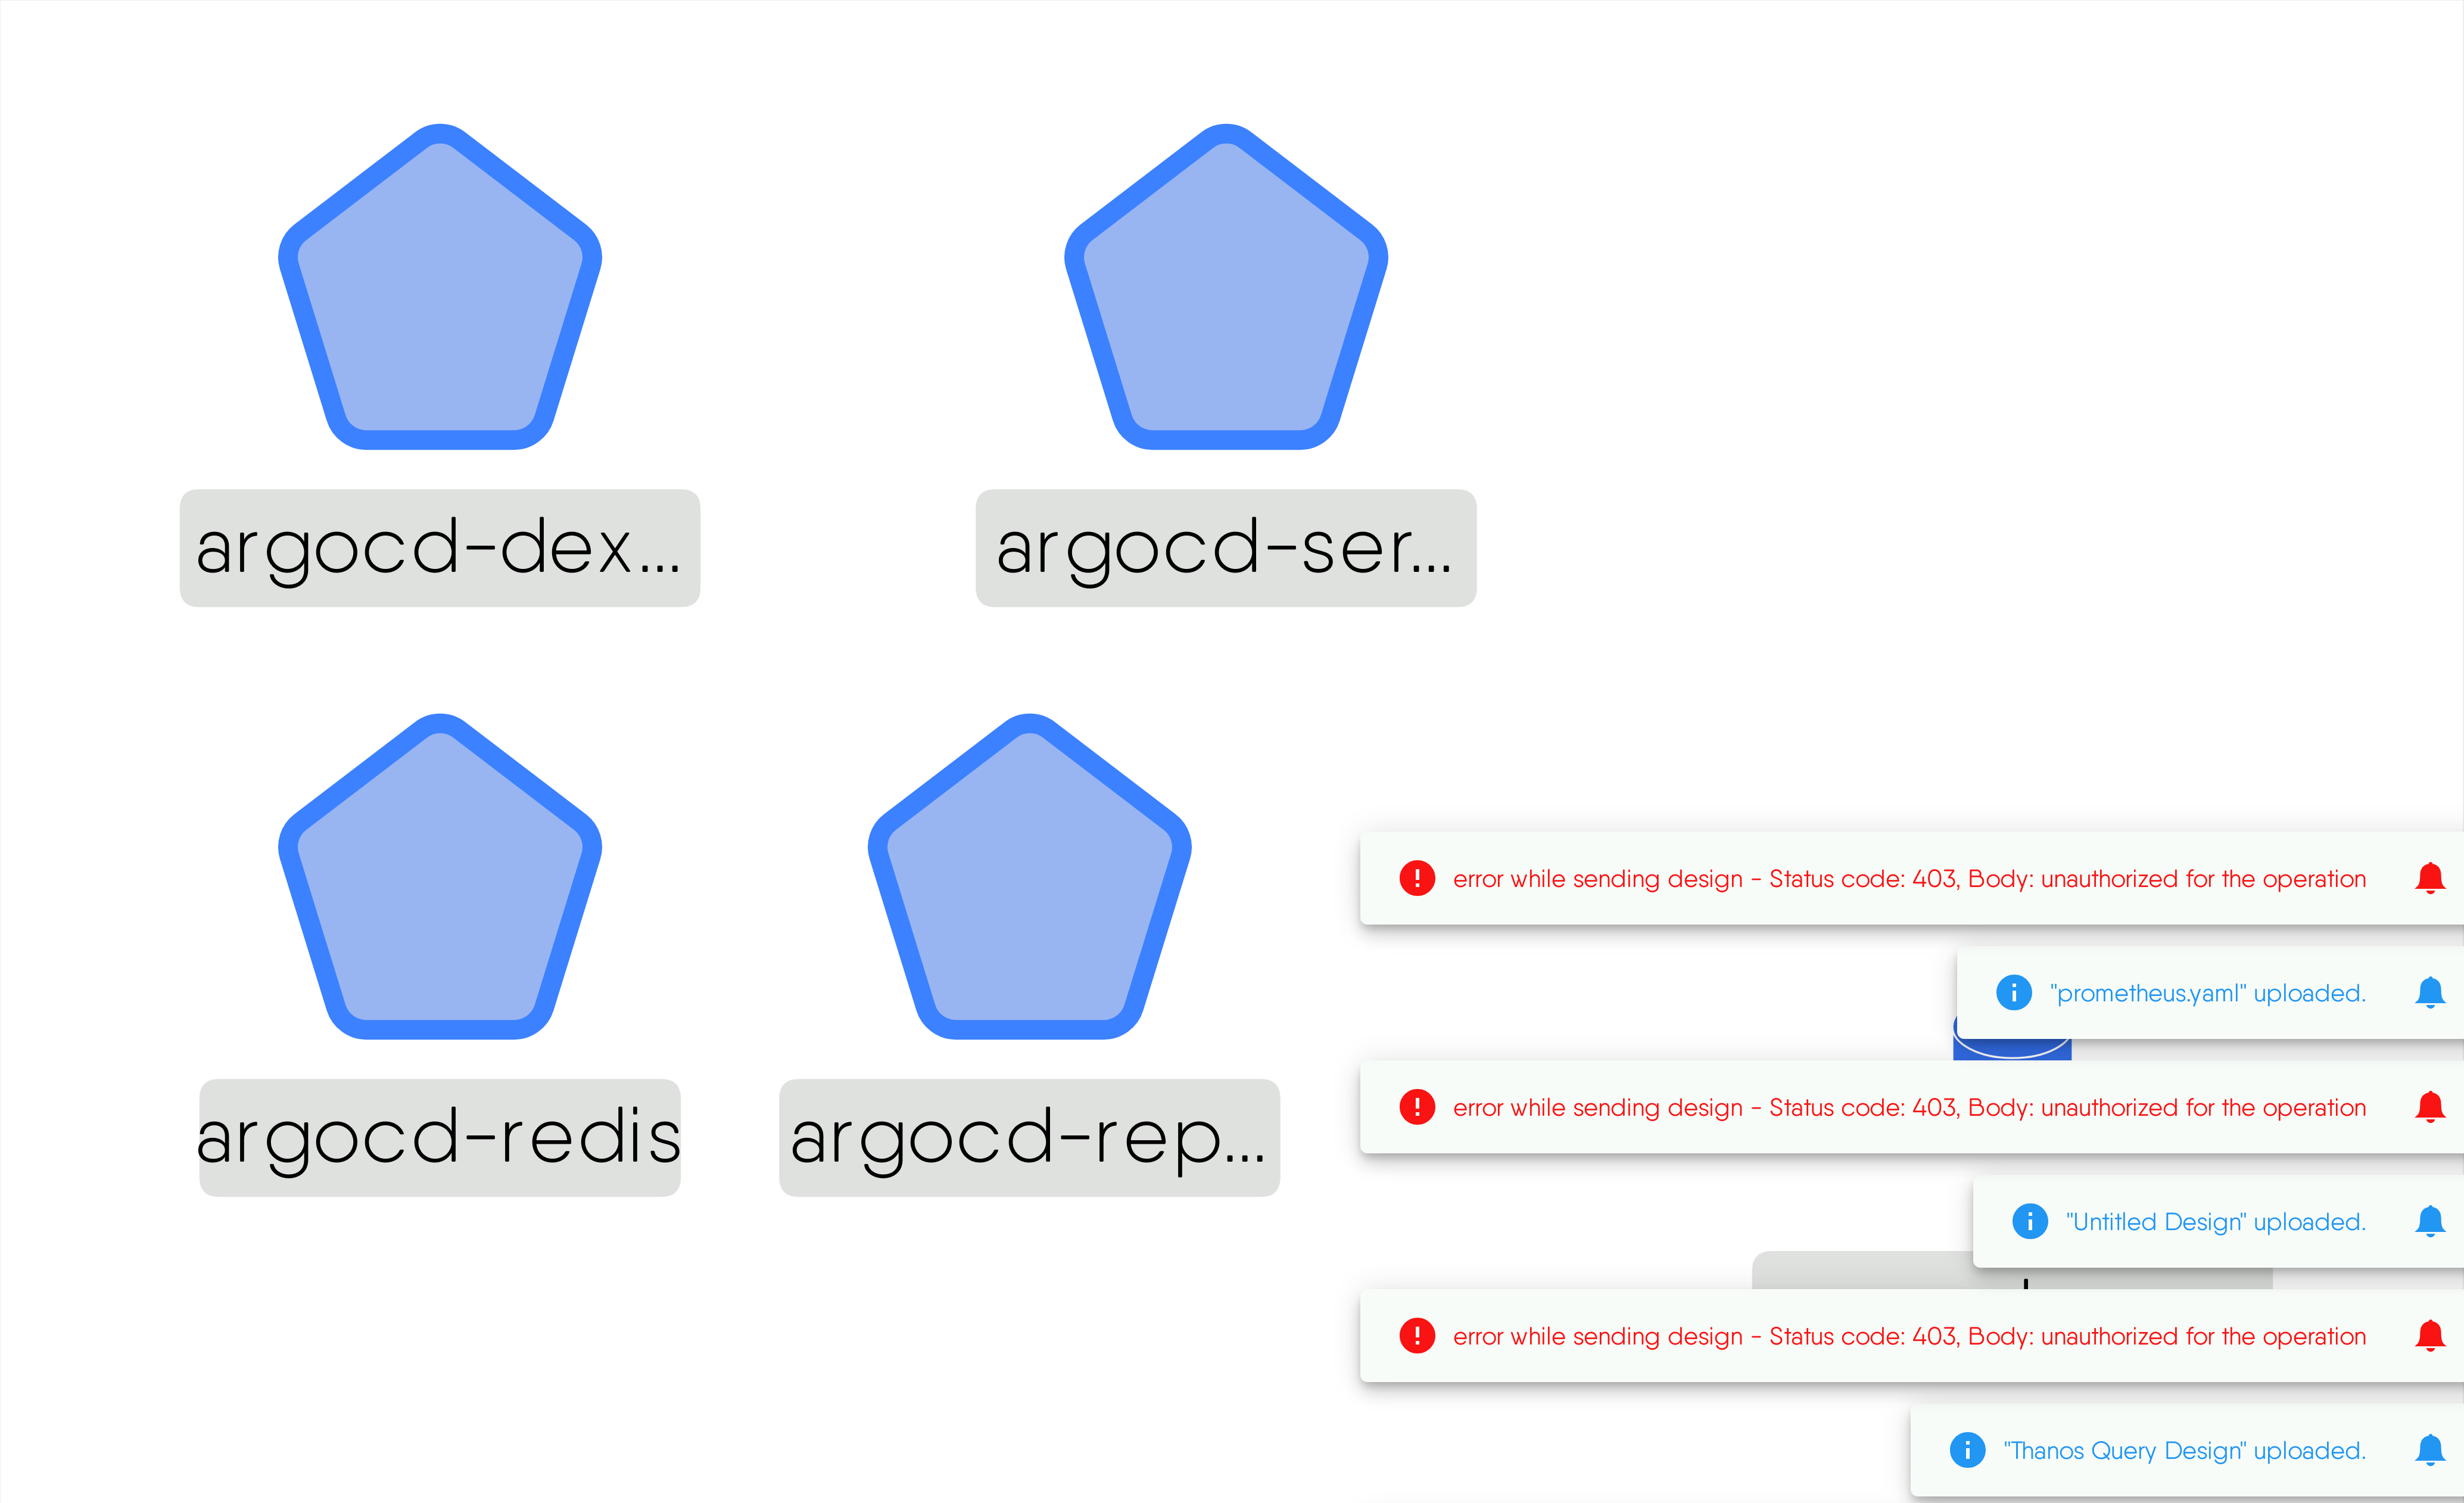 argocd-dex...
argocd-ser...
argocd-redis
argocd-rep...
error while sending design - Status code: 403, Body: unauthorized for the operation
"prometheus.yaml" uploaded.
error while sending design - Status code: 403, Body: unauthorized for the operation
"Untitled Design" uploaded.
error while sending design - Status code: 403, Body: unauthorized for the operation
"Thanos Query Design" uploaded.